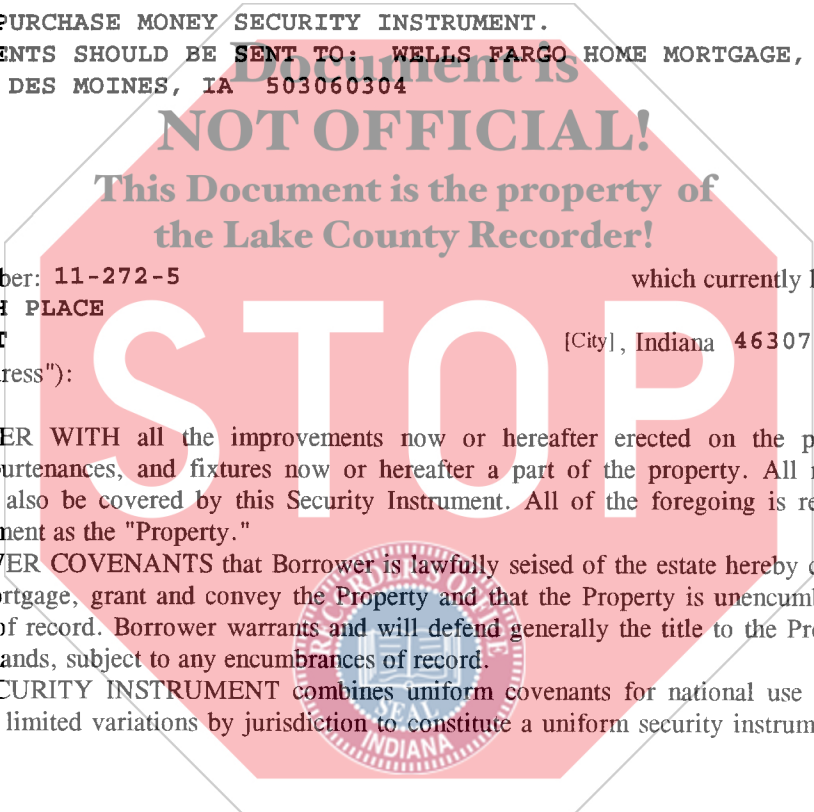 PURCHASE MONEY SECURITY INSTRUMENT.
ENTS SHOULD BE SENT TO: WELLS FARGO HOME MORTGAGE,
DES MOINES, IA 503060304
Document is
NOT OFFICIAL!
This Document is the property of
the Lake County Recorder!
ber: 11-272-5 which currently
H PLACE
T [City], Indiana 46307
ress"):
STOP
ER WITH all the improvements now or hereafter erected on the p
urtenances, and fixtures now or hereafter a part of the property. All
also be covered by this Security Instrument. All of the foregoing is re
nent as the "Property."
VER COVENANTS that Borrower is lawfully seised of the estate hereby
rtgage, grant and convey the Property and that the Property is unencumb
of record. Borrower warrants and will defend generally the title to the Pro
ands, subject to any encumbrances of record.
CURITY INSTRUMENT combines uniform covenants for national use
limited variations by jurisdiction to constitute a uniform security instrum
RECORDER'S OFFICE
SEAL
INDIANA